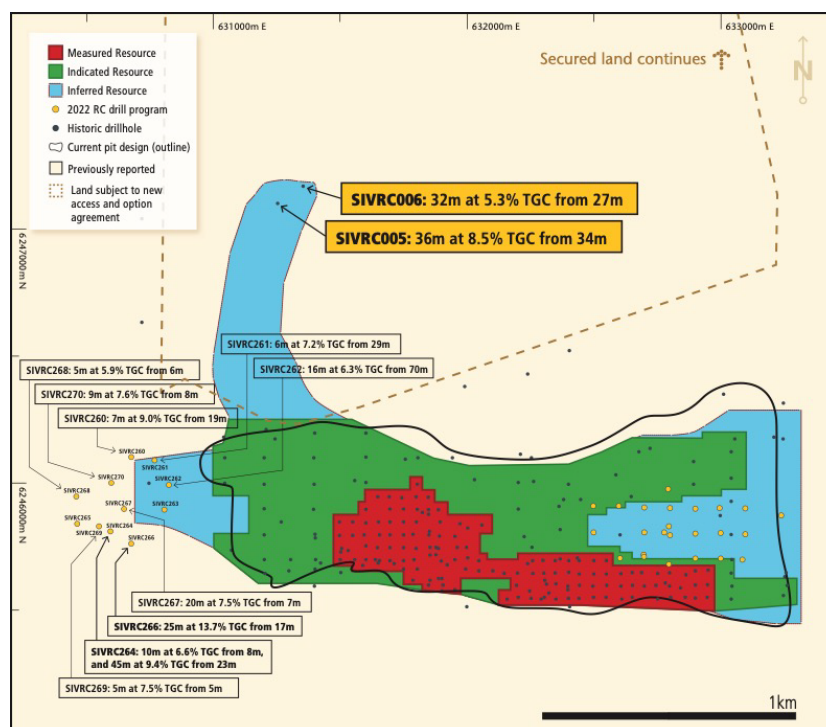 631000m E
632000m E
633000m E
Measured Resource
Indicated Resource
Inferred Resource
2022 RC drill program
Historic drillhole
Current pit design (outline)
Previously reported
Land subject to new
access and option
agreement
Secured land continues
N
SIVRC006: 32m at 5.3% TGC from 27m
SIVRC005: 36m at 8.5% TGC from 34m
6247000m N
SIVRC261: 6m at 7.2% TGC from 29m
SIVRC268: 5m at 5.9% TGC from 6m
SIVRC262: 16m at 6.3% TGC from 70m
SIVRC270: 9m at 7.6% TGC from 8m
SIVRC260: 7m at 9.0% TGC from 19m
SIVRC260
SIVRC261
SIVRC270
SIVRC262
SIVRC268
6246000m N
SIVRC267
SIVRC263
SIVRC265
SIVRC264
SIVRC269
SIVRC266
SIVRC267: 20m at 7.5% TGC from 7m
SIVRC266: 25m at 13.7% TGC from 17m
SIVRC264: 10m at 6.6% TGC from 8m,
and 45m at 9.4% TGC from 23m
SIVRC269: 5m at 7.5% TGC from 5m
1km